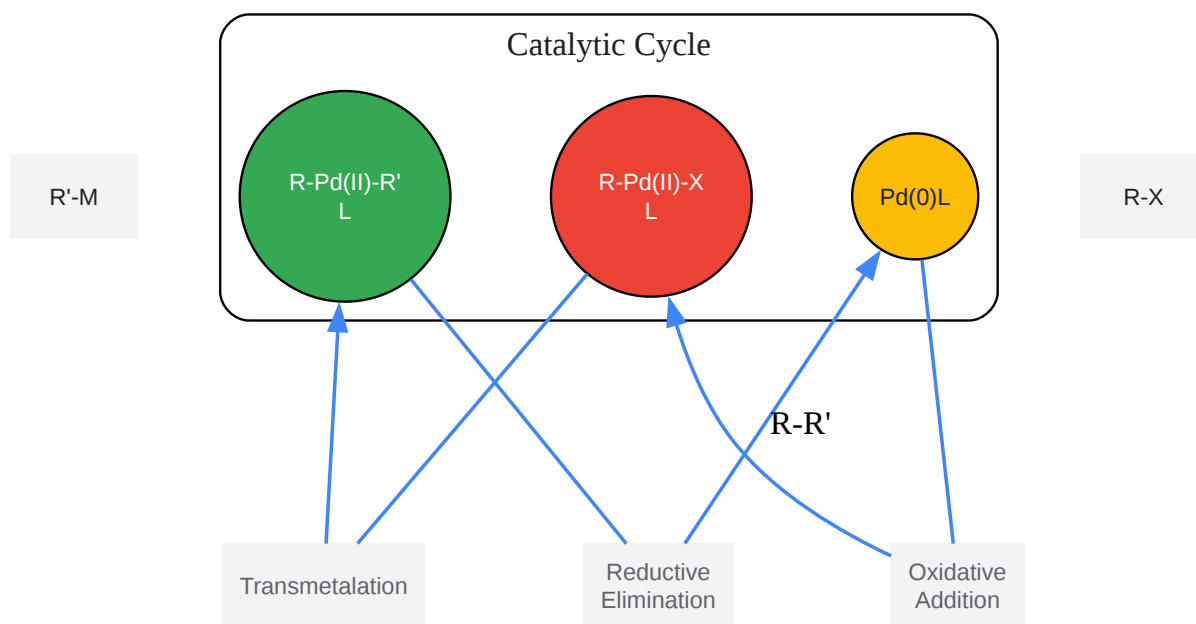 Catalytic Cycle
R'-M
R-Pd(II)-R'
L
R-Pd(II)-X
L
Pd(0)L
R-X
R-R'
Transmetalation
Reductive
Elimination
Oxidative
Addition